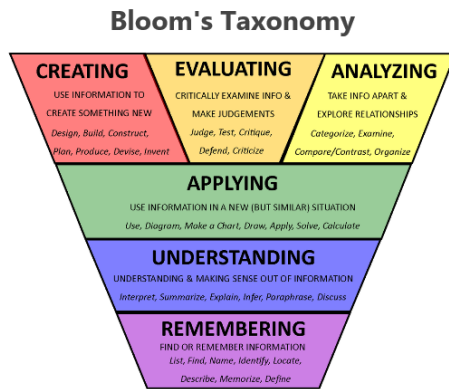 Bloom's Taxonomy
CREATING
USE INFORMATION TO
CREATE SOMETHING NEW
Design, Build, Construct,
Plan, Produce, Devise, Invent
EVALUATING
CRITICALLY EXAMINE INFO &
MAKE JUDGEMENTS
Judge, Test, Critique,
Defend, Criticize
ANALYZING
TAKE INFO APART &
EXPLORE RELATIONSHIPS
Categorize, Examine,
Compare/Contrast, Organize
APPLYING
USE INFORMATION IN A NEW (BUT SIMILAR) SITUATION
Use, Diagram, Make a Chart, Draw, Apply, Solve, Calculate
UNDERSTANDING
UNDERSTANDING & MAKING SENSE OUT OF INFORMATION
Interpret, Summarize, Explain, Infer, Paraphrase, Discuss
REMEMBERING
FIND OR REMEMBER INFORMATION
List, Find, Name, Identify, Locate,
Describe, Memorize, Define